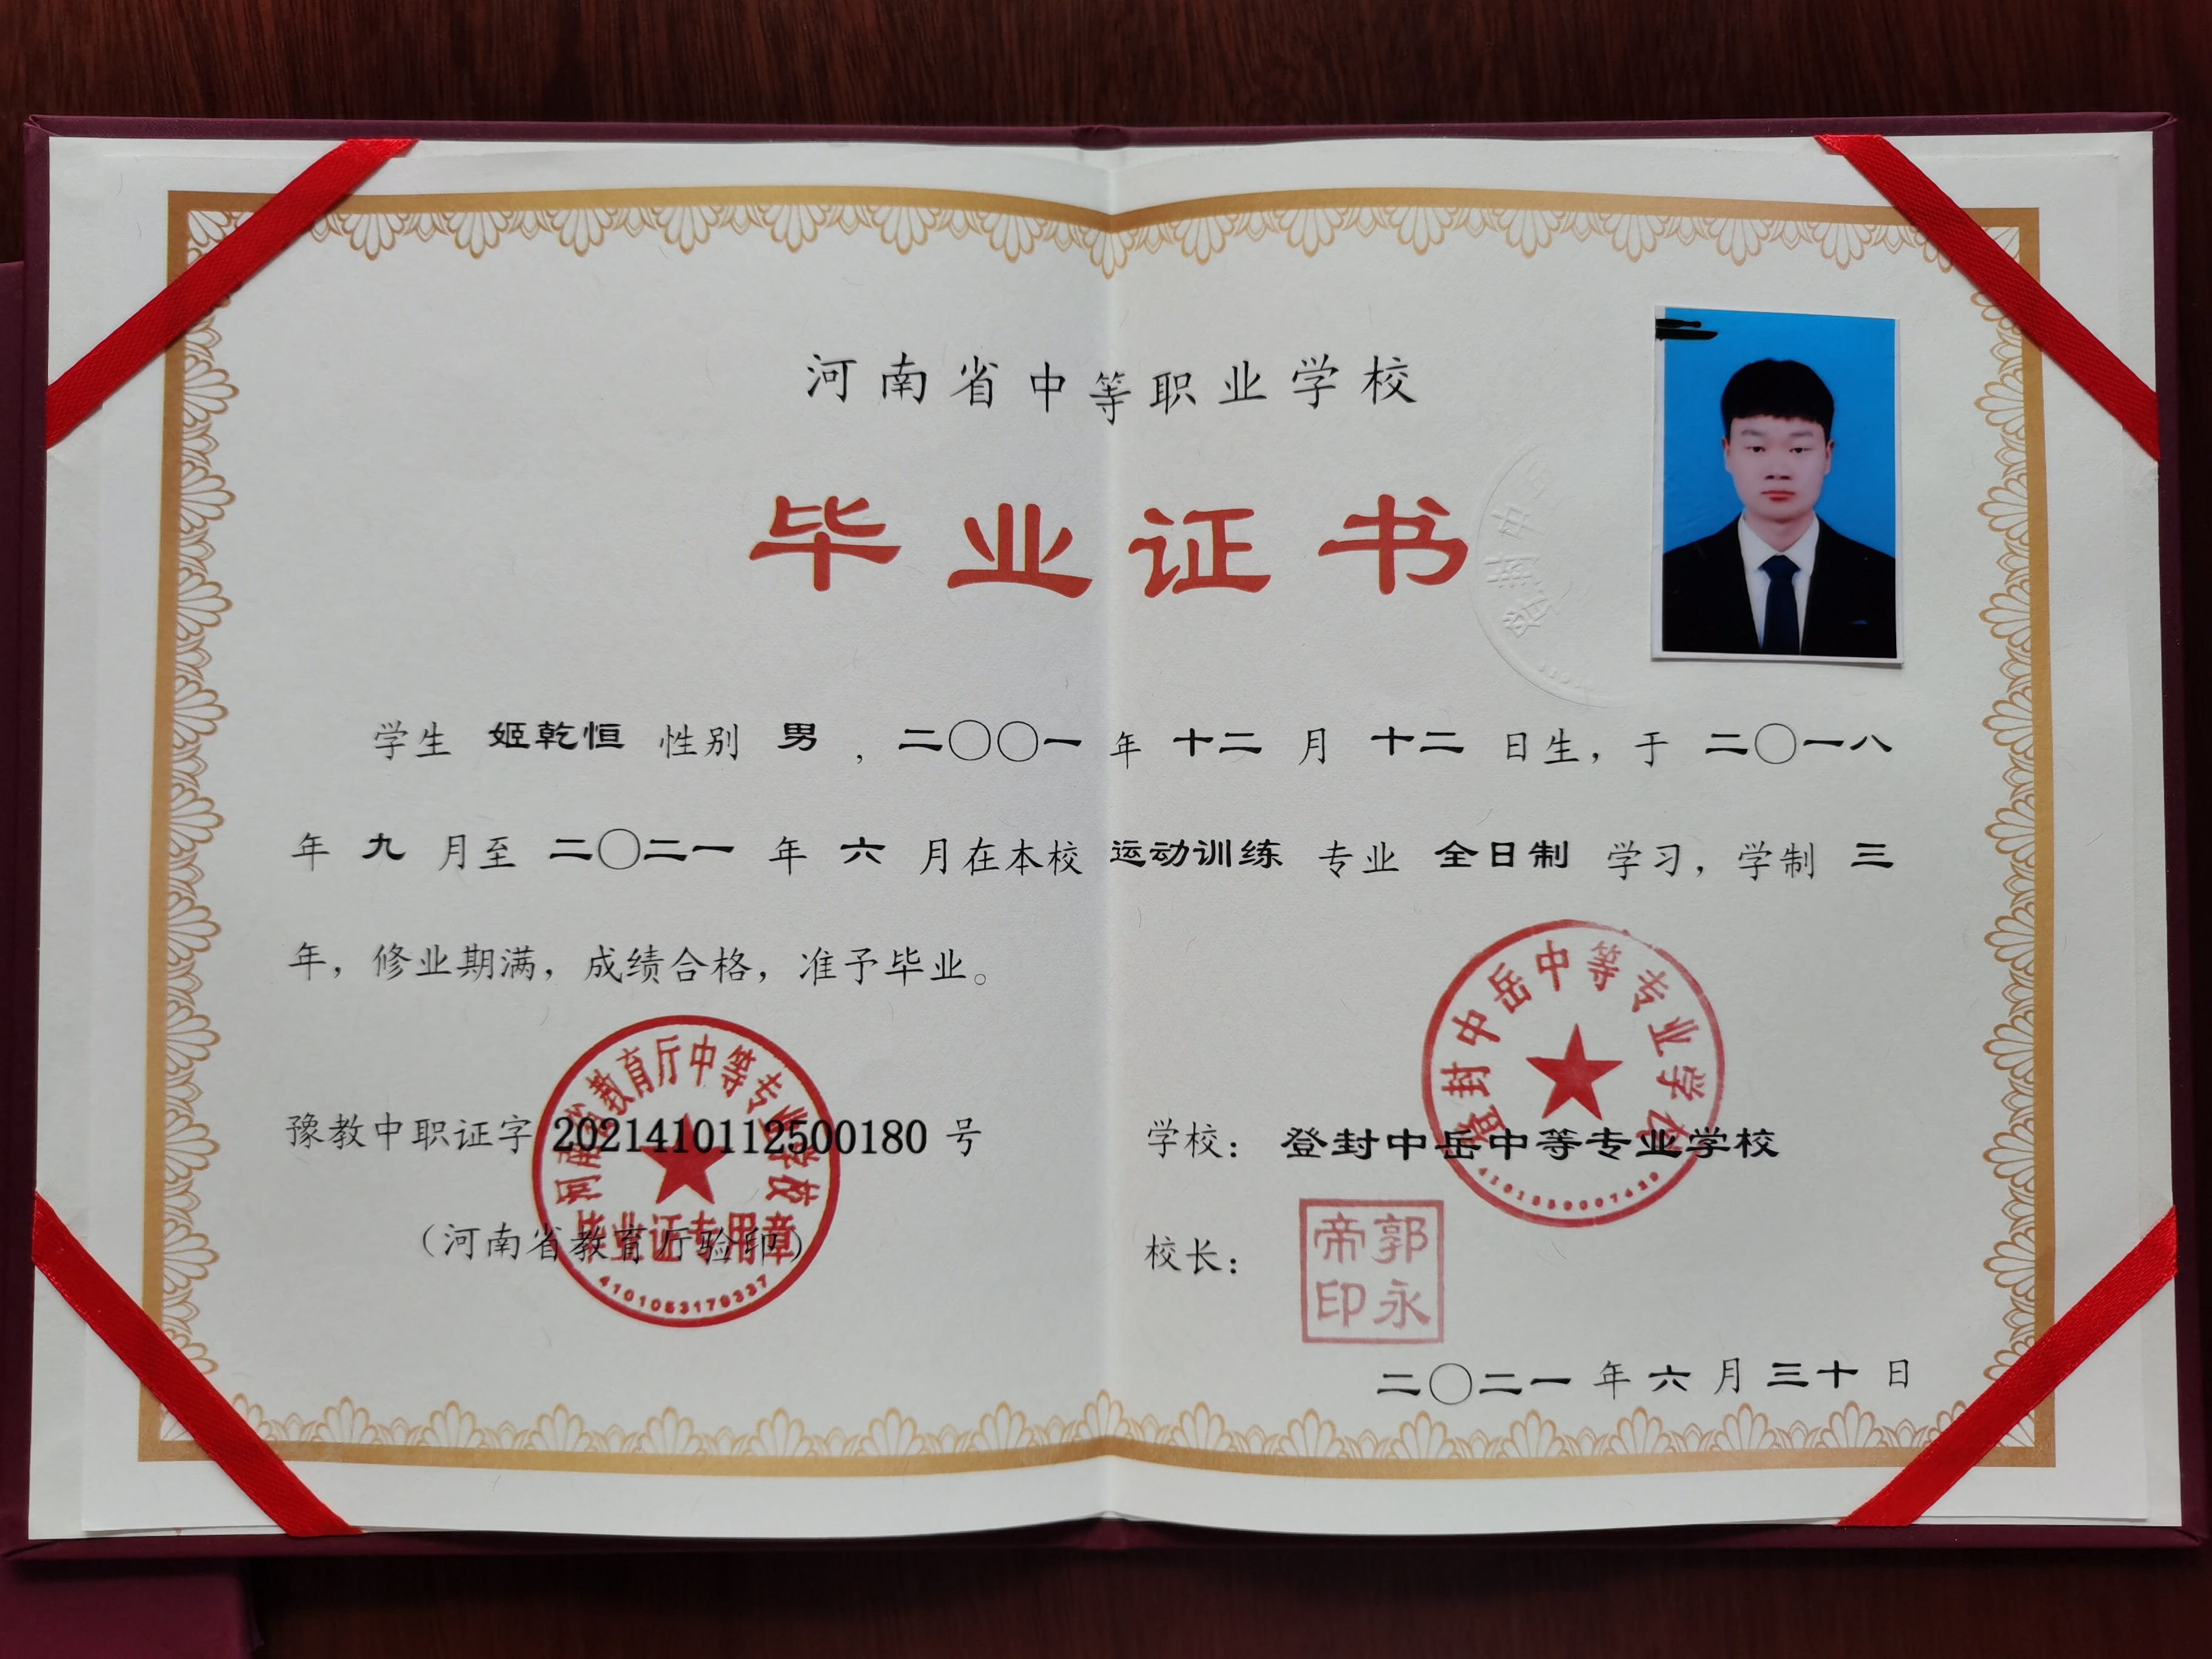 河南省中等职业学校
毕业证书
学生 姬乾恒 性别 男 , 二〇〇一 年 十二 月 十二 日生, 于 二〇一八
年 九 月至 二〇二一 年 六 月在本校 运动训练 专业 全日制 学习, 学制 三
年, 修业期满, 成绩合格, 准予毕业。
豫教中职证字 20214101112500180 号
(河南省教育厅验印)
河南省教育厅中等专业学校
毕业证专用章
4101053179337
学校: 登封中岳中等专业学校
登封中岳中等专业学校
校长:
郭永帝印
二〇二一 年 六 月 三十 日
登封中岳